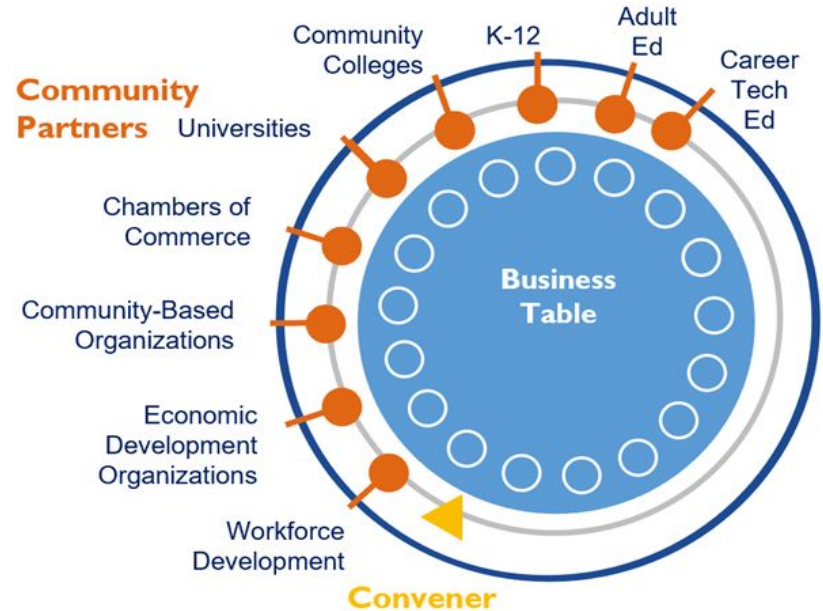 Adult
Ed
K-12
Community
Colleges
Career
Tech
Ed
Community
Partners
Universities
Chambers of
Commerce
Business
Table
Community-Based
Organizations
Economic
Development
Organizations
Workforce
Development
Convener